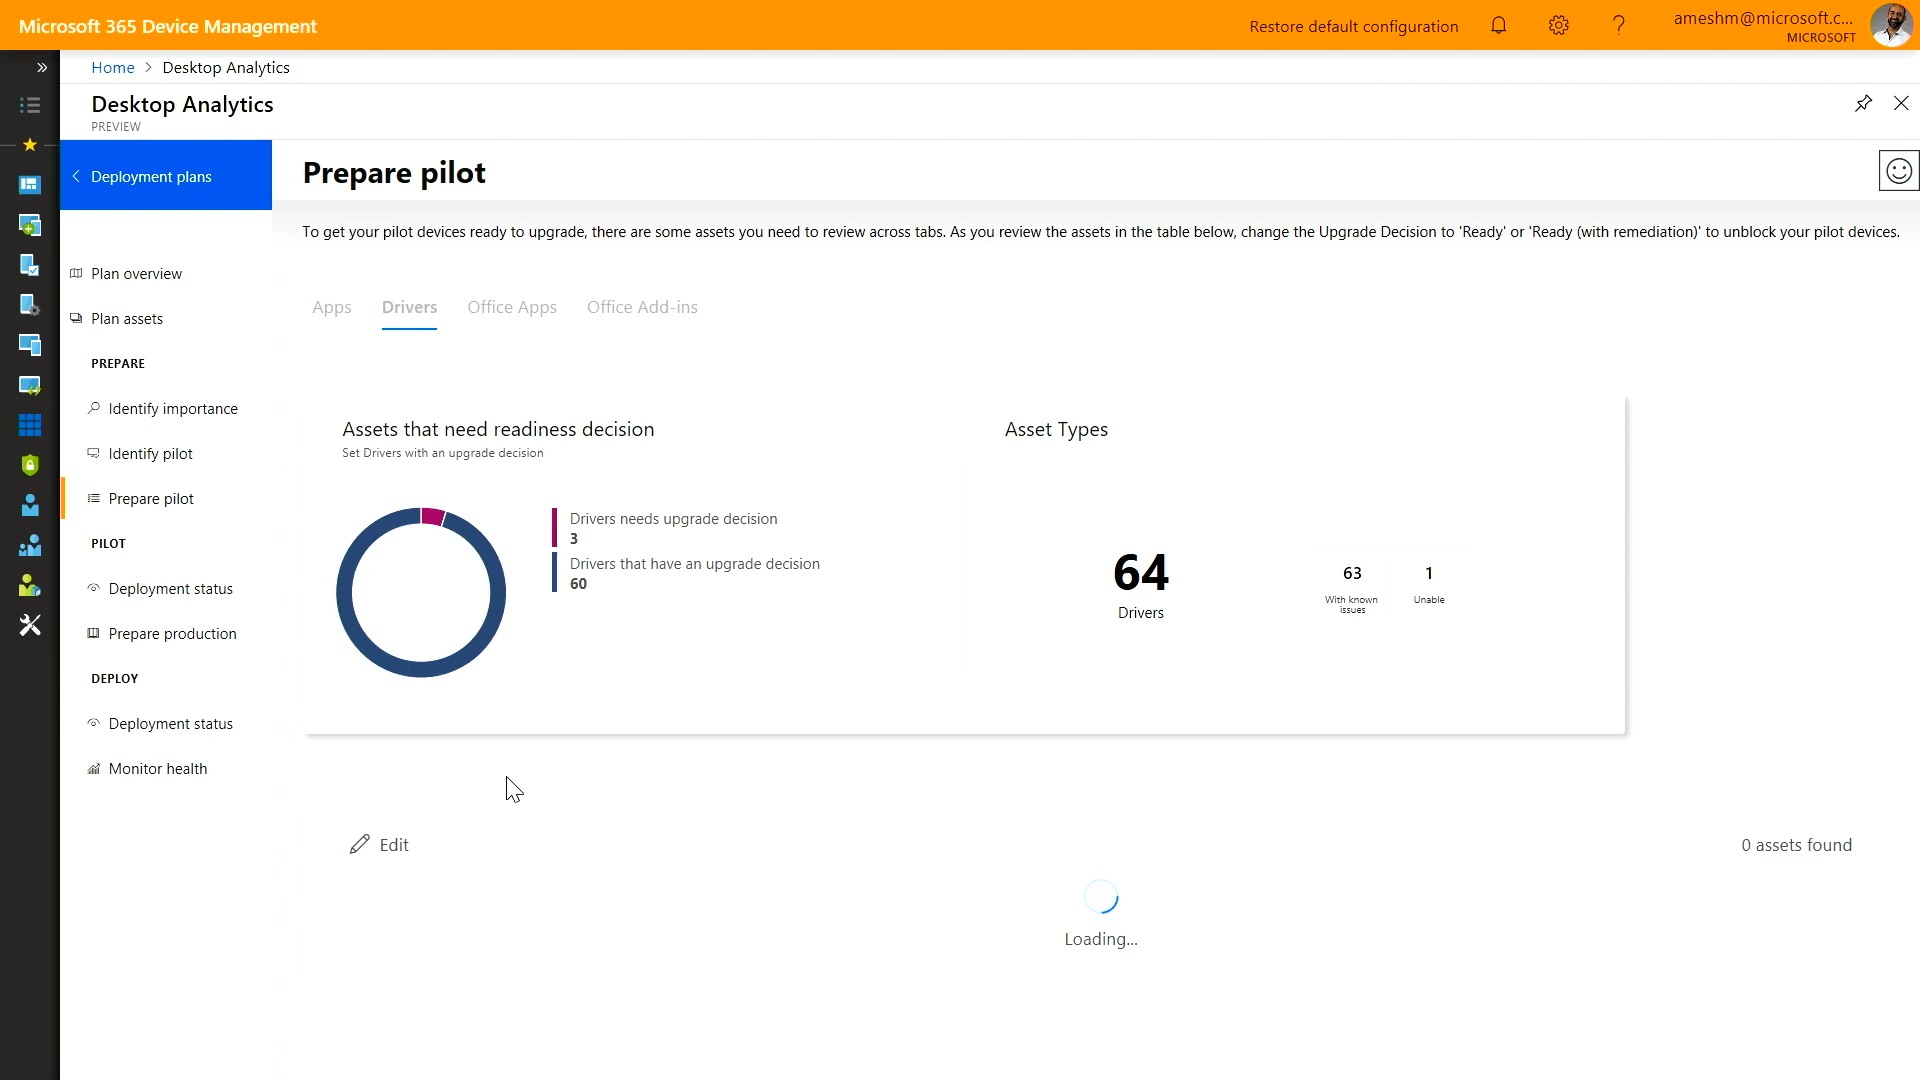 Microsoft 365 Device Management
Restore default configuration
ameshm@microsoft.c...
MICROSOFT
Home > Desktop Analytics
Desktop Analytics
PREVIEW
Deployment plans
Plan overview
Plan assets
PREPARE
Identify importance
Identify pilot
Prepare pilot
PILOT
Deployment status
Prepare production
DEPLOY
Deployment status
Monitor health
Prepare pilot
To get your pilot devices ready to upgrade, there are some assets you need to review across tabs. As you review the assets in the table below, change the Upgrade Decision to 'Ready' or 'Ready (with remediation)' to unblock your pilot devices.
Apps Drivers Office Apps Office Add-ins
Assets that need readiness decision
Set Drivers with an upgrade decision
Drivers needs upgrade decision
3
Drivers that have an upgrade decision
60
Asset Types
64
Drivers
63
With known
issues
1
Unable
Edit
0 assets found
Loading...